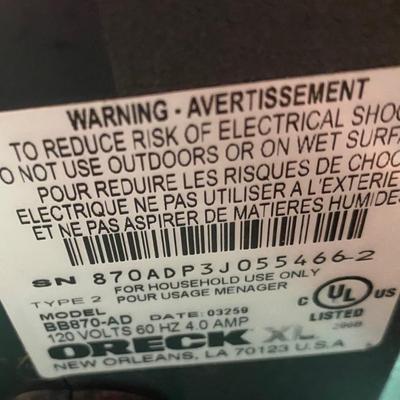 WARNING - AVERTISSEMENT
TO REDUCE RISK OF ELECTRICAL SHOC
O NOT USE OUTDOORS OR ON WET SURFA
POUR REDUIRE LES RISQUES DE CHOC
ELECTRIQUE NE PAS UTILISER A L'EXTERIE
ET NE PAS ASPIRER DE MATIERES HUMIDE
SN 870ADP3J055466-2
FOR HOUSEHOLD USE ONLY
TYPE 2 POUR USAGE MENAGER
MODEL
BB870-AD DATE: 03259
120 VOLTS 60 HZ 4.0 AMP
C UL US
LISTED
ORECK XL
NEW ORLEANS, LA 70123 U.S.A.